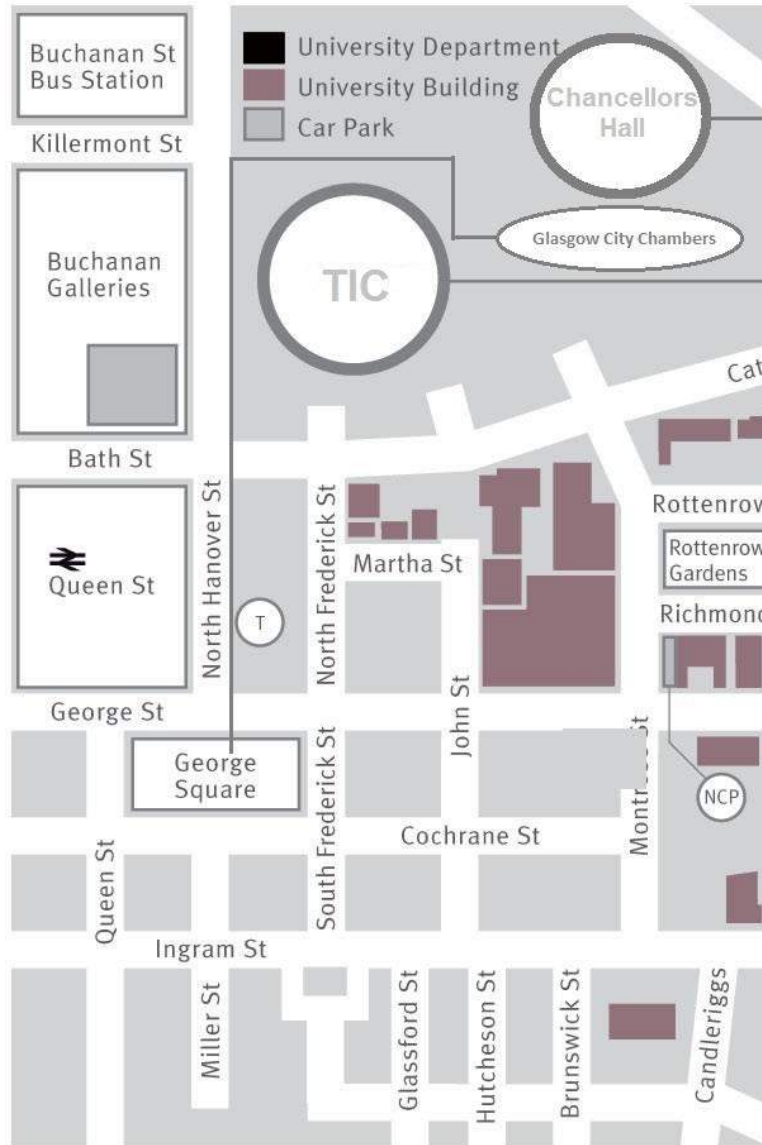 Buchanan St
Bus Station
University Department
University Building
Car Park
Chancellors
Hall
Killermont St
Glasgow City Chambers
Buchanan
Galleries
TIC
Cat
Bath St
North Hanover St
North Frederick St
Rottenrow
Martha St
Rottenrow
Gardens
Queen St
T
Richmond
George St
John St
George
Square
South Frederick St
NCP
Cochrane St
Queen St
Ingram St
Miller St
Glassford St
Hutcheson St
Brunswick St
Candleriggs